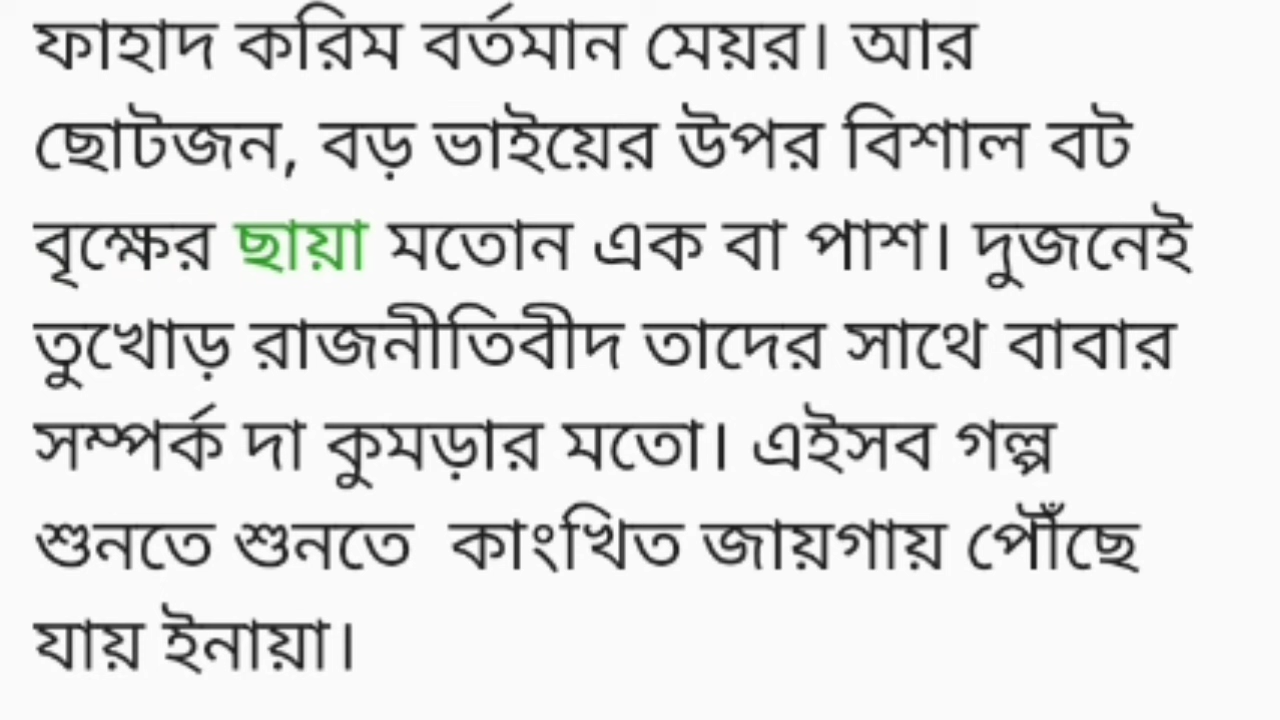 ফাহাদ করিম বর্তমান মেয়র। আর
ছোটজন, বড় ভাইয়ের উপর বিশাল বট
বৃক্ষের ছায়া মতোন এক বা পাশ। দুজনেই
তুখোড় রাজনীতিবীদ তাদের সাথে বাবার
সম্পর্ক দা কুমড়ার মতো। এইসব গল্প
শুনতে শুনতে  কাংখিত জায়গায় পৌঁছে
যায় ইনায়া।